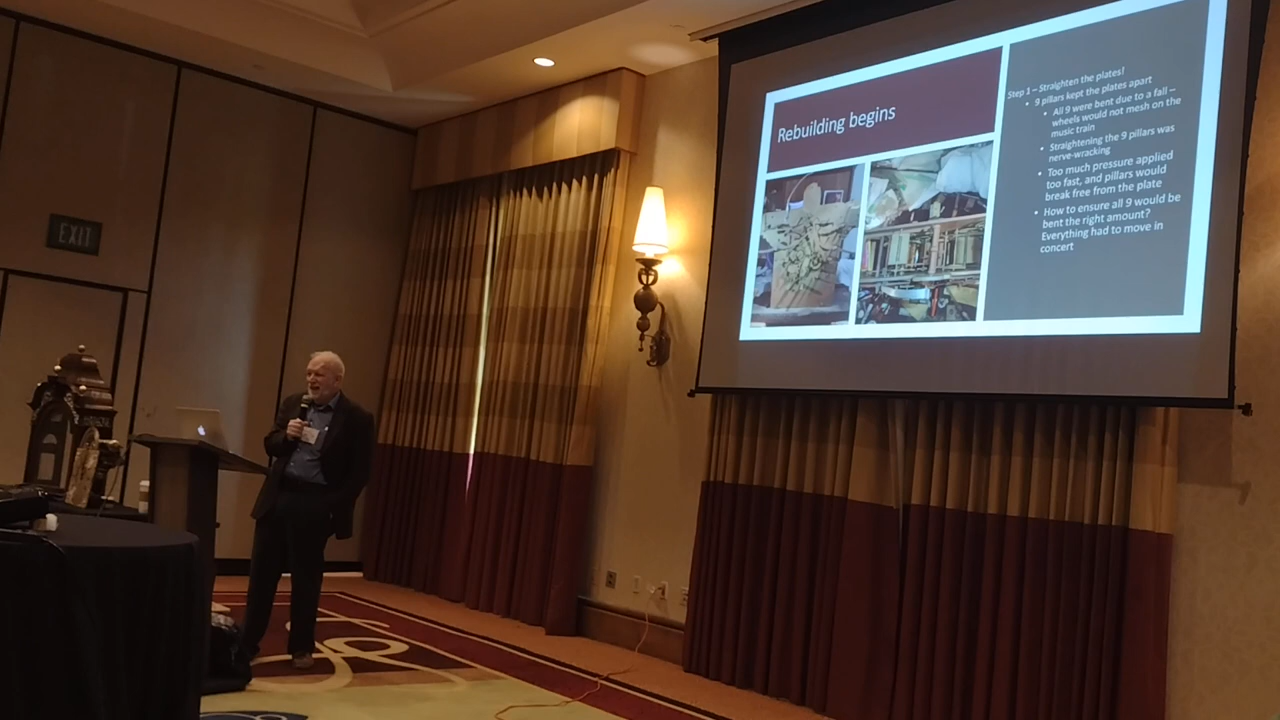 EXIT
Rebuilding begins
Step 1 – Straighten the plates!
• 9 pillars kept the plates apart
• All 9 were bent due to a fall –
wheels would not mesh on the
music train
• Straightening the 9 pillars was
nerve-wracking
• Too much pressure applied
too fast, and pillars would
break free from the plate
• How to ensure all 9 would be
bent the right amount?
Everything had to move in
concert